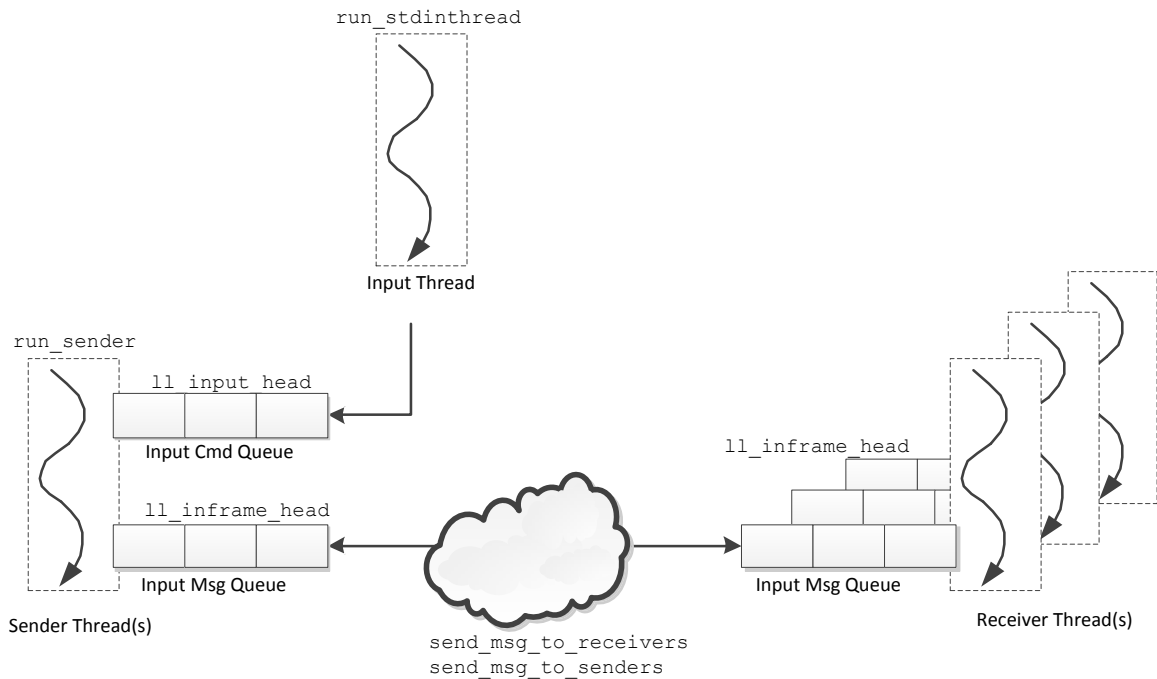 run_stdinthread
Input Thread
run_sender
ll_input_head
Input Cmd Queue
ll_inframe_head
Input Msg Queue
Sender Thread(s)
send_msg_to_receivers
send_msg_to_senders
ll_inframe_head
Input Msg Queue
Receiver Thread(s)